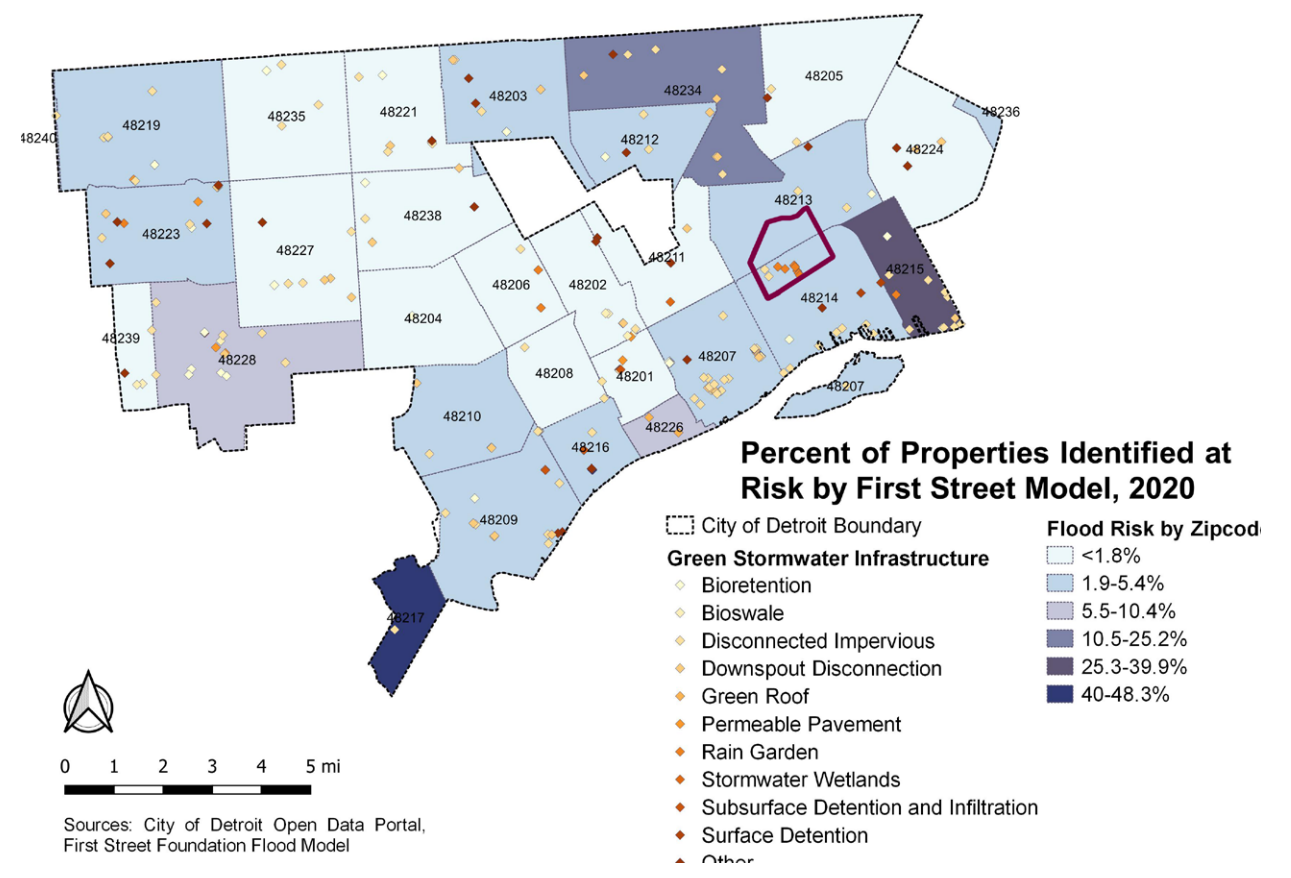 48205
48203
48234
48236
48235
48221
48219
48240
48212
48224
48213
48238
48223
48227
48211
48215
48206
48202
48214
48204
48239
48228
48207
48208
48201
48207
48210
48226
48216
48209
48217
Percent of Properties Identified at
Risk by First Street Model, 2020
City of Detroit Boundary
Green Stormwater Infrastructure
Bioretention
Bioswale
Disconnected Impervious
Downspout Disconnection
Green Roof
Permeable Pavement
Rain Garden
Stormwater Wetlands
Subsurface Detention and Infiltration
Surface Detention
Other
Flood Risk by Zipcod
<1.8%
1.9-5.4%
5.5-10.4%
10.5-25.2%
25.3-39.9%
40-48.3%
0 1 2 3 4 5 mi
Sources: City of Detroit Open Data Portal,
First Street Foundation Flood Model